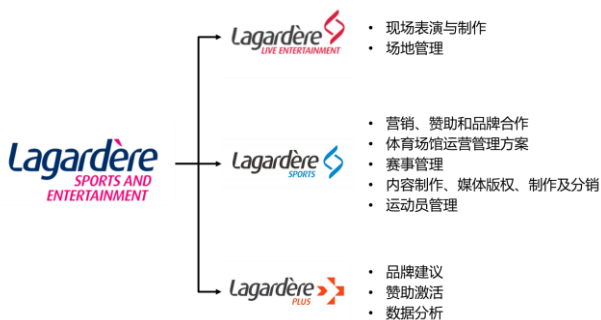 Lagardère
SPORTS AND
ENTERTAINMENT
Lagardère
LIVE ENTERTAINMENT
• 现场表演与制作
• 场地管理
Lagardère
SPORTS
• 营销、赞助和品牌合作
• 体育场馆运营管理方案
• 赛事管理
• 内容制作、媒体版权、制作及分销
• 运动员管理
Lagardère
PLUS
• 品牌建议
• 赞助激活
• 数据分析